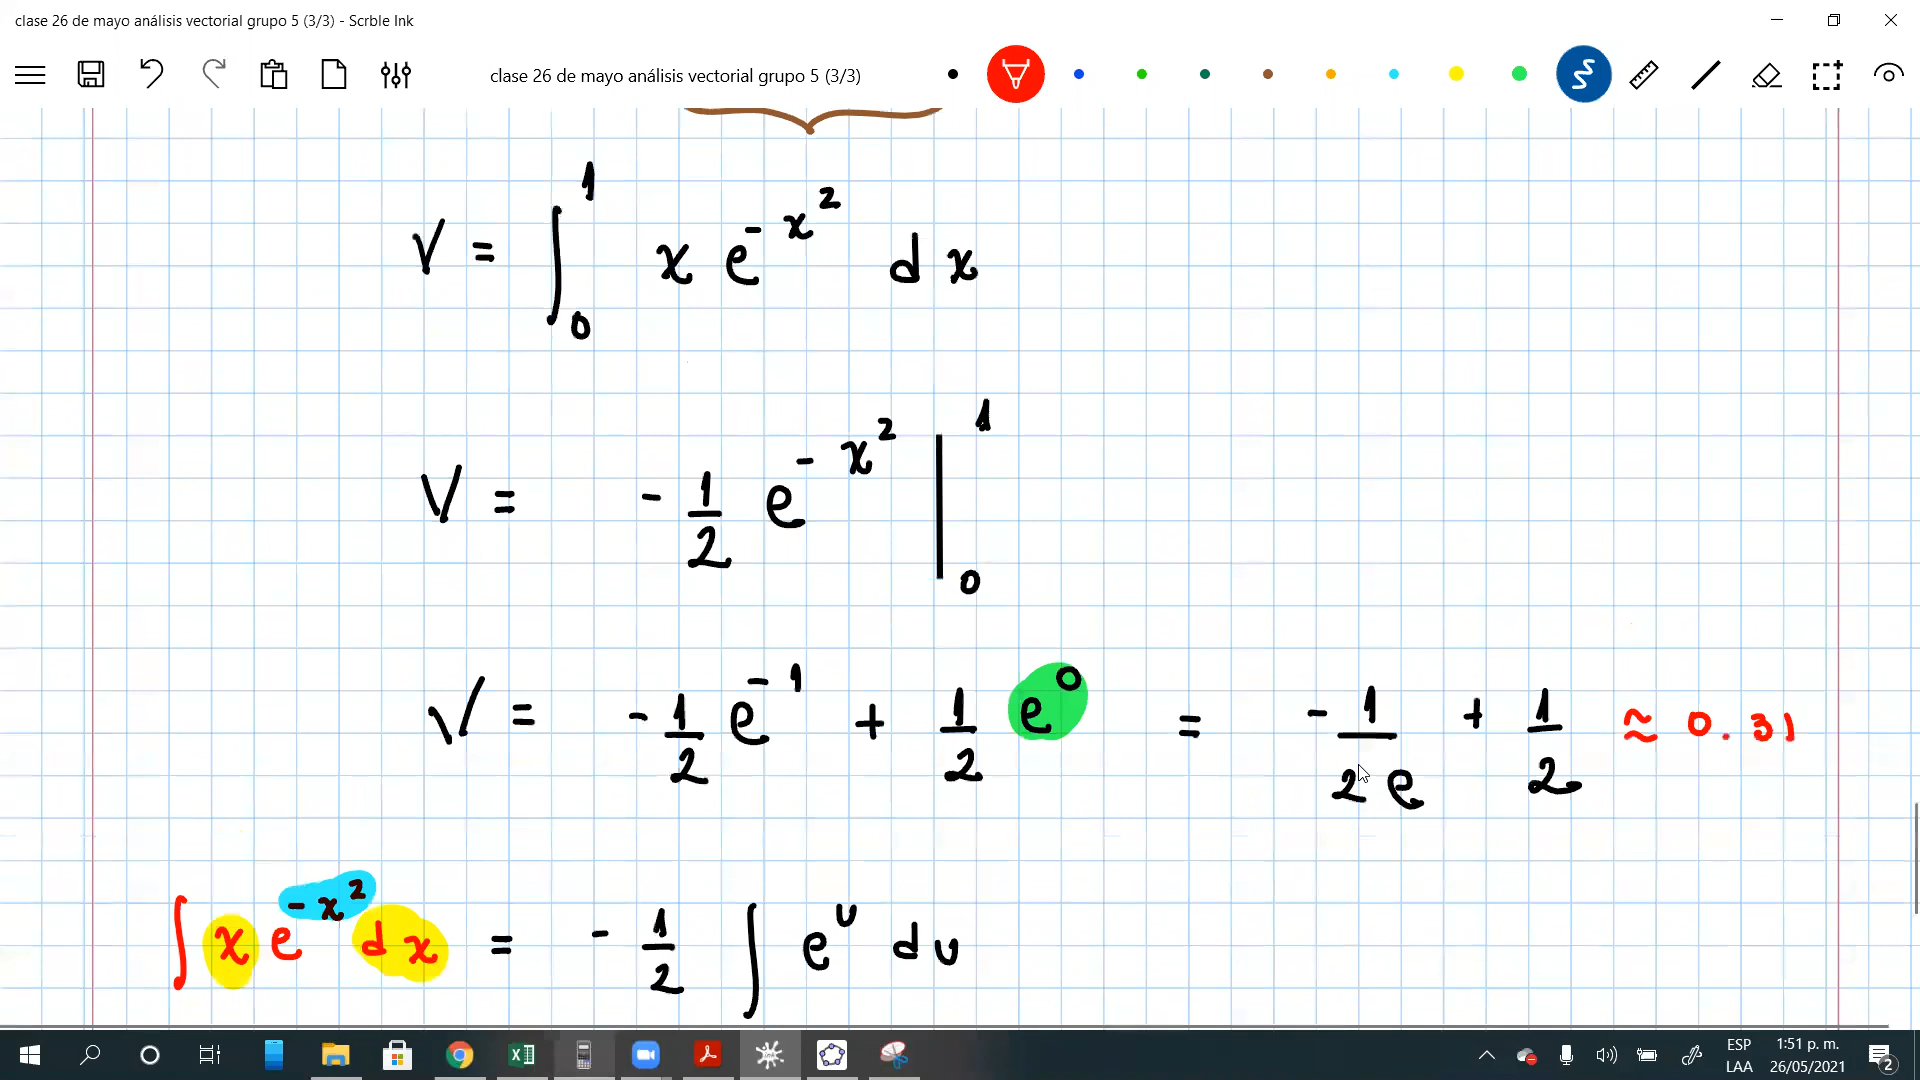 clase 26 de mayo análisis vectorial grupo 5 (3/3) - Scrble Ink
clase 26 de mayo análisis vectorial grupo 5 (3/3)
V = ∫₀¹ x e^{-x²} dx
V = -1/2 e^{-x²} |₀¹
V = -1/2 e^{-1} + 1/2 e^0 = -1/2e + 1/2 ≈ 0.31
∫ x e^{-x²} dx = -1/2 ∫ e^u du
ESP 1:51 p. m.
LAA 26/05/2021 2